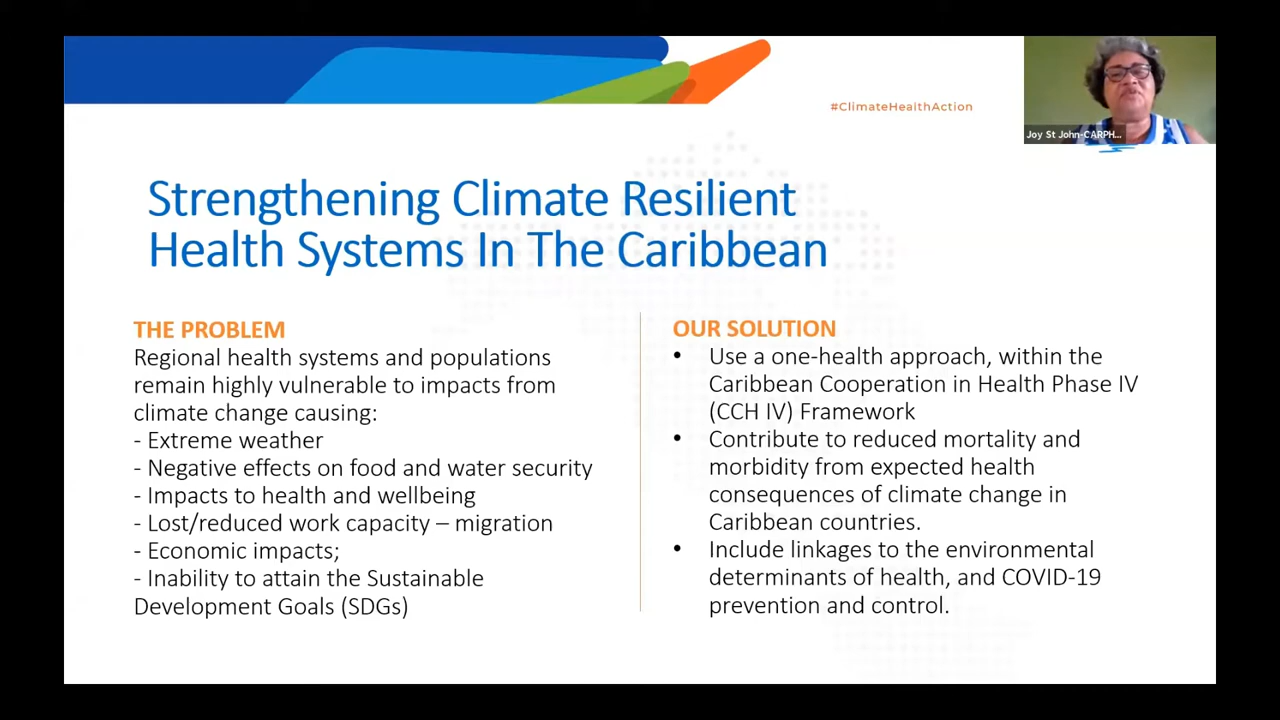 #ClimateHealthAction
Joy St John-CARPH...
Strengthening Climate Resilient
Health Systems In The Caribbean
THE PROBLEM
Regional health systems and populations
remain highly vulnerable to impacts from
climate change causing:
- Extreme weather
- Negative effects on food and water security
- Impacts to health and wellbeing
- Lost/reduced work capacity – migration
- Economic impacts;
- Inability to attain the Sustainable
Development Goals (SDGs)
OUR SOLUTION
• Use a one-health approach, within the
Caribbean Cooperation in Health Phase IV
(CCH IV) Framework
• Contribute to reduced mortality and
morbidity from expected health
consequences of climate change in
Caribbean countries.
• Include linkages to the environmental
determinants of health, and COVID-19
prevention and control.